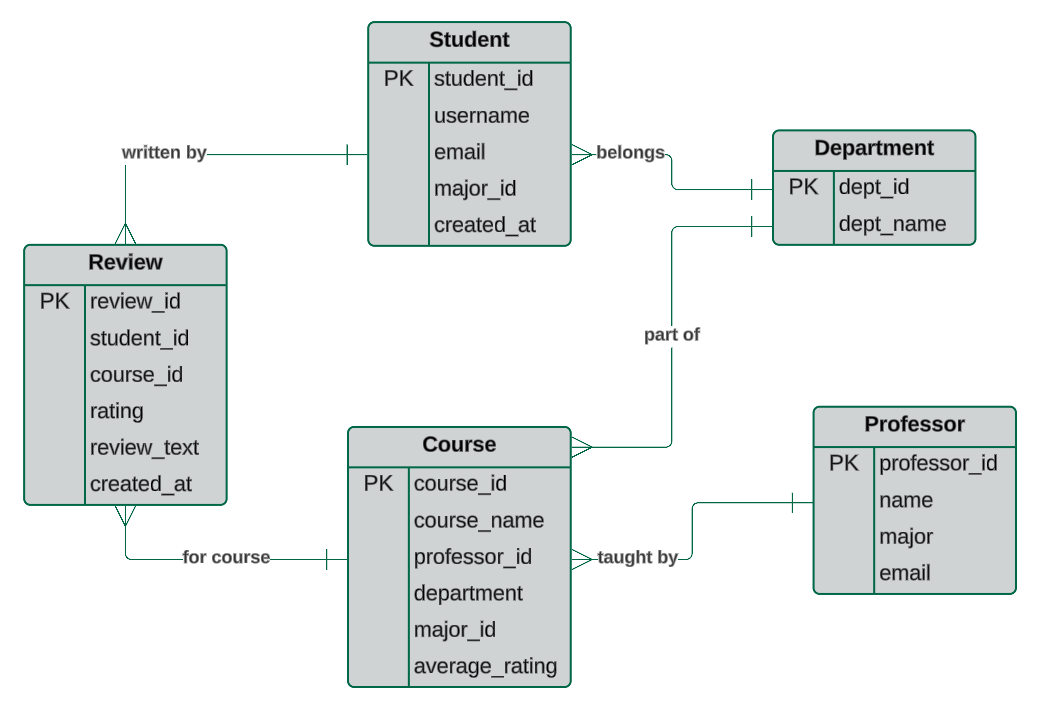 Student
PK student_id
username
email
major_id
created_at
written by
belongs
Department
PK dept_id
dept_name
Review
PK review_id
student_id
course_id
rating
review_text
created_at
part of
Professor
PK professor_id
name
major
email
Course
PK course_id
course_name
professor_id
department
major_id
average_rating
for course
taught by